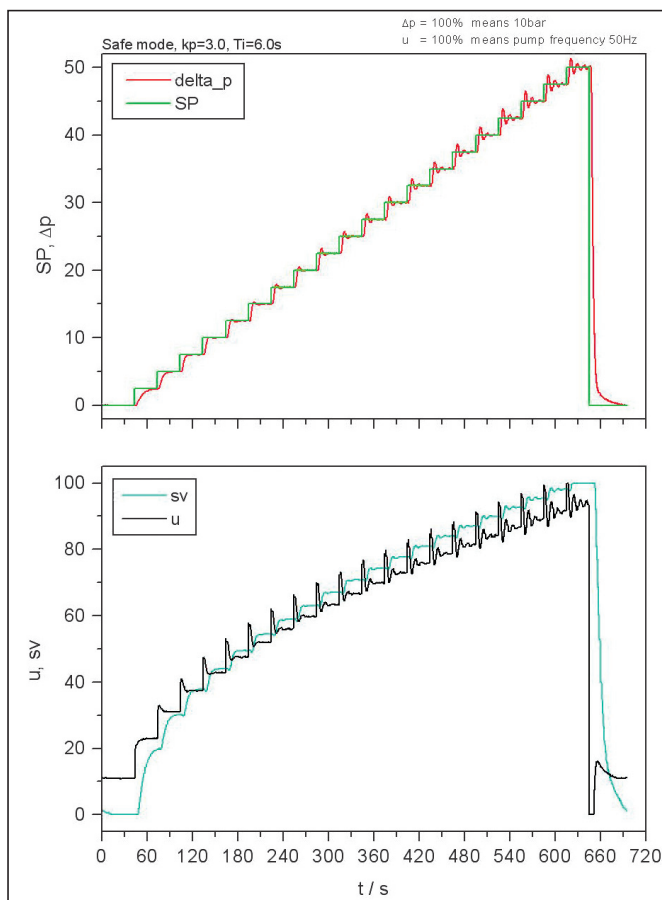 Δp = 100% means 10bar
u = 100% means pump frequency 50Hz
Safe mode, kp=3.0, Ti=6.0s
delta_p
SP
50
40
30
20
10
0
SP, Δp
sv
u
100
80
60
40
20
0
u, sv
0 60 120 180 240 300 360 420 480 540 600 660 720
t / s